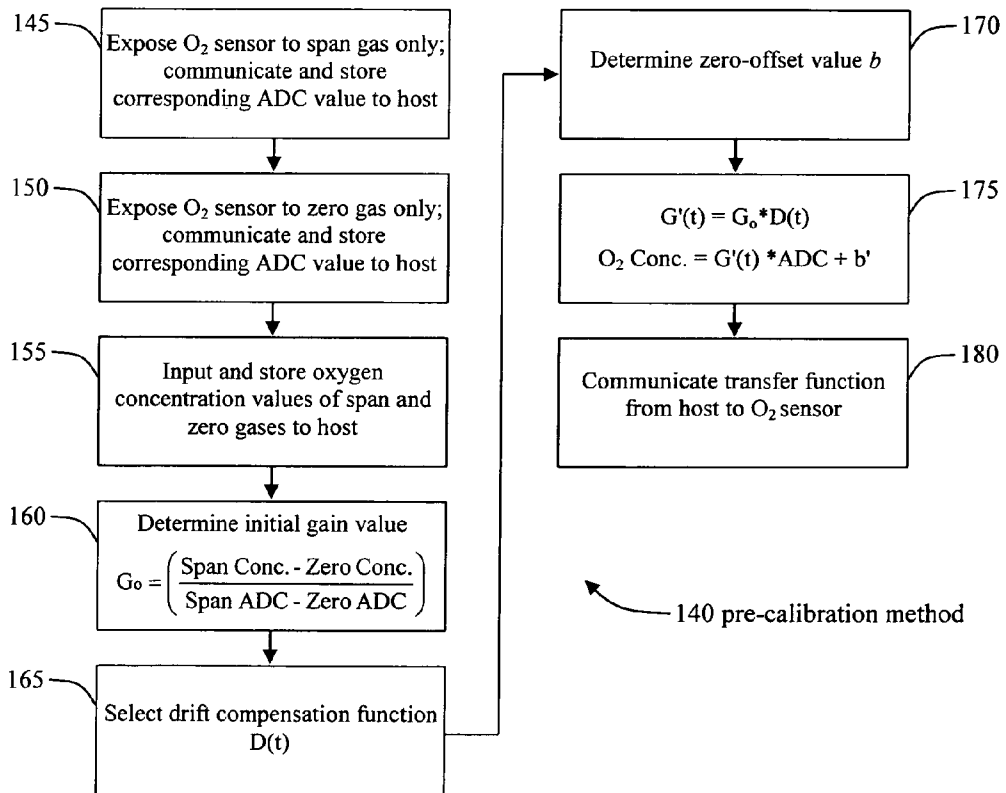 145
Expose O₂ sensor to span gas only;
communicate and store
corresponding ADC value to host
150
Expose O₂ sensor to zero gas only;
communicate and store
corresponding ADC value to host
155
Input and store oxygen
concentration values of span and
zero gases to host
160
Determine initial gain value
G₀ = (Span Conc. - Zero Conc. / Span ADC - Zero ADC)
165
Select drift compensation function
D(t)
170
Determine zero-offset value b
175
G'(t) = G₀*D(t)
O₂ Conc. = G'(t) *ADC + b'
180
Communicate transfer function
from host to O₂ sensor
140 pre-calibration method